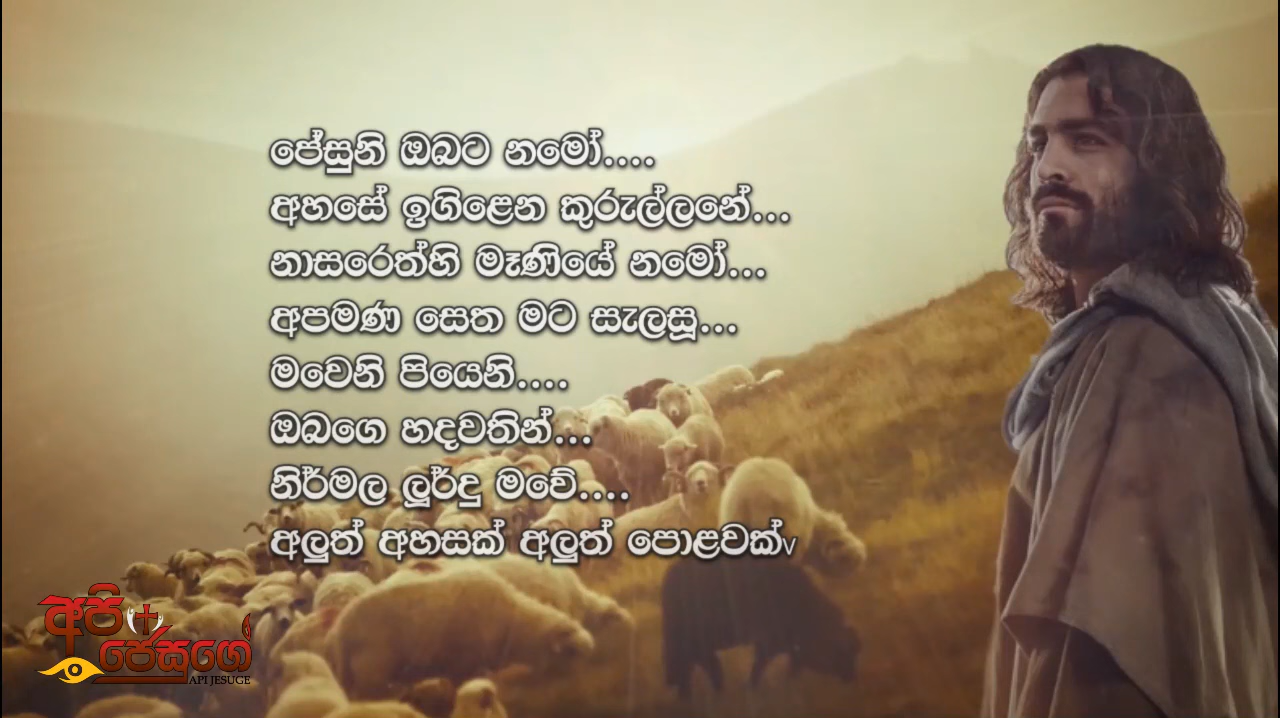 ජේසුනි ඔබට නමෝ....
අහසේ ඉගිළෙන කුරුල්ලනේ...
නාසරෙත්හි මෑණියේ නමෝ...
අපමණ සෙත මට සැලසූ...
මවෙනි පියෙනි....
ඔබගෙ හදවතින්...
නිර්මල ලූර්දු මවේ....
අලුත් අහසක් අලුත් පොළවක්v
අපි
ජේසුගේ
API JESUGE